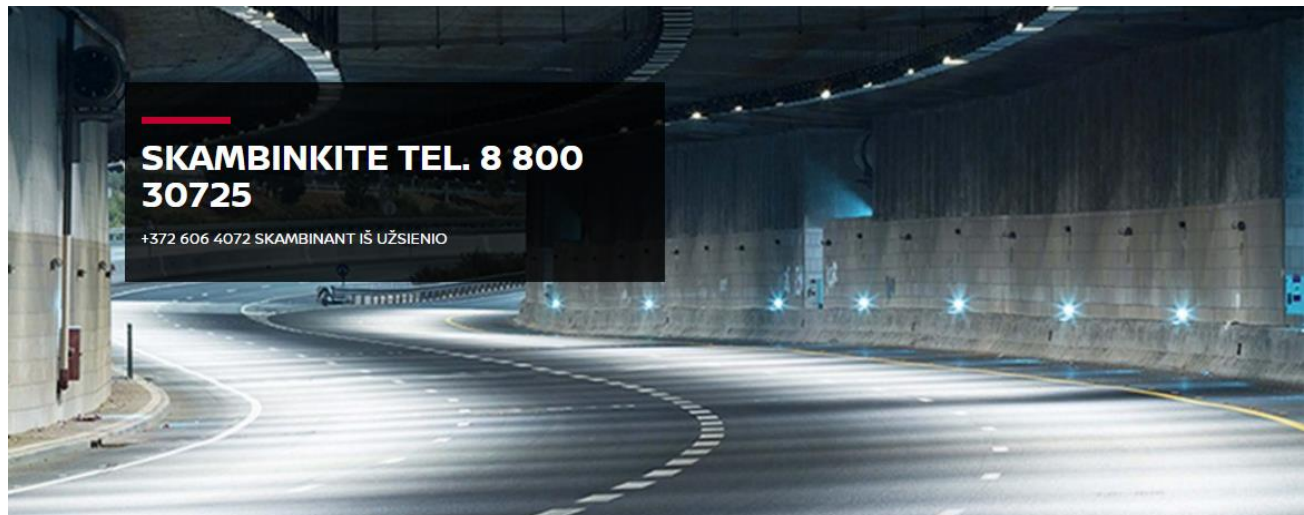 SKAMBINKITE TEL. 8 800
30725
+372 606 4072 SKAMBINANT IŠ UŽSIENIO